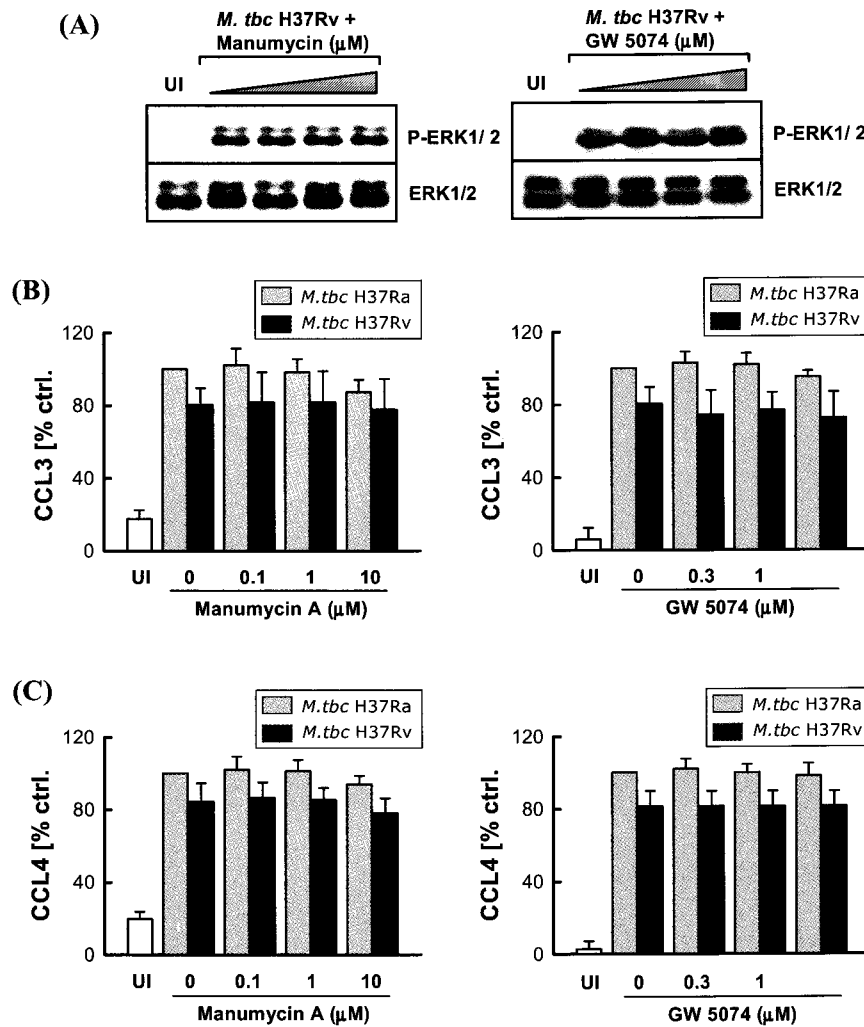 (A)
M. tbc H37Rv +
Manumycin (µM)
UI
P-ERK1/ 2
ERK1/2
M. tbc H37Rv +
GW 5074 (µM)
UI
P-ERK1/ 2
ERK1/2
(B)
M.tbc H37Ra
M.tbc H37Rv
120
80
40
0
CCL3 [% ctrl.
UI
0
0.1
1
10
Manumycin A (µM)
M.tbc H37Ra
M.tbc H37Rv
120
80
40
0
CCL3 [% ctrl.
UI
0
0.3
1
GW 5074 (µM)
(C)
M.tbc H37Ra
M.tbc H37Rv
120
80
40
0
CCL4 [% ctrl.
UI
0
0.1
1
10
Manumycin A (µM)
M.tbc H37Ra
M.tbc H37Rv
120
80
40
0
CCL4 [% ctrl.
UI
0
0.3
1
GW 5074 (µM)